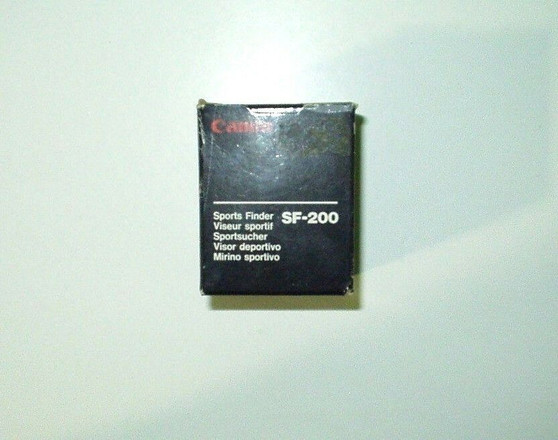 Canon
Sports Finder SF-200
Viseur sportif
Sportsucher
Visor deportivo
Mirino sportivo